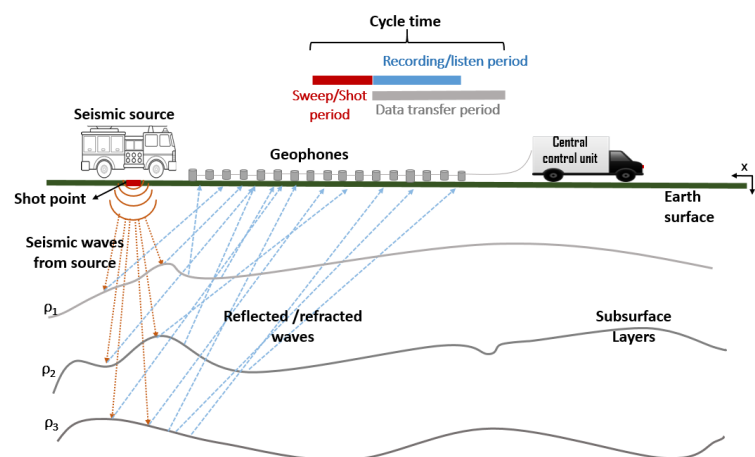 Cycle time
Recording/listen period
Sweep/Shot
period
Data transfer period
Seismic source
Geophones
Central
control unit
x
Shot point
Earth
surface
Seismic waves
from source
ρ1
Reflected /refracted
waves
Subsurface
Layers
ρ2
ρ3